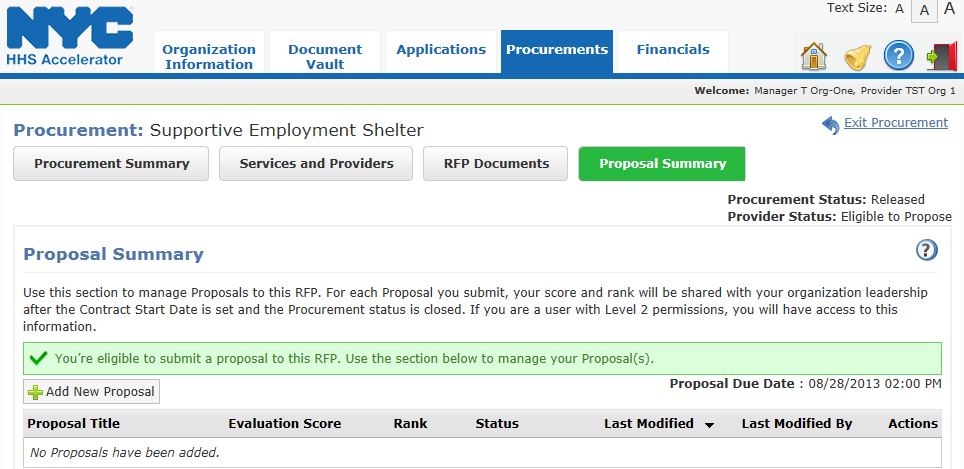 Text Size: A A A
NYC
HHS Accelerator
Organization
Information
Document
Vault
Applications
Procurements
Financials
?
Welcome: Manager T Org-One, Provider TST Org 1
Procurement: Supportive Employment Shelter
Exit Procurement
Procurement Summary
Services and Providers
RFP Documents
Proposal Summary
Procurement Status: Released
Provider Status: Eligible to Propose
Proposal Summary
?
Use this section to manage Proposals to this RFP. For each Proposal you submit, your score and rank will be shared with your organization leadership
after the Contract Start Date is set and the Procurement status is closed. If you are a user with Level 2 permissions, you will have access to this
information.
You're eligible to submit a proposal to this RFP. Use the section below to manage your Proposal(s).
Add New Proposal
Proposal Due Date : 08/28/2013 02:00 PM
Proposal Title Evaluation Score Rank Status Last Modified Last Modified By Actions
No Proposals have been added.